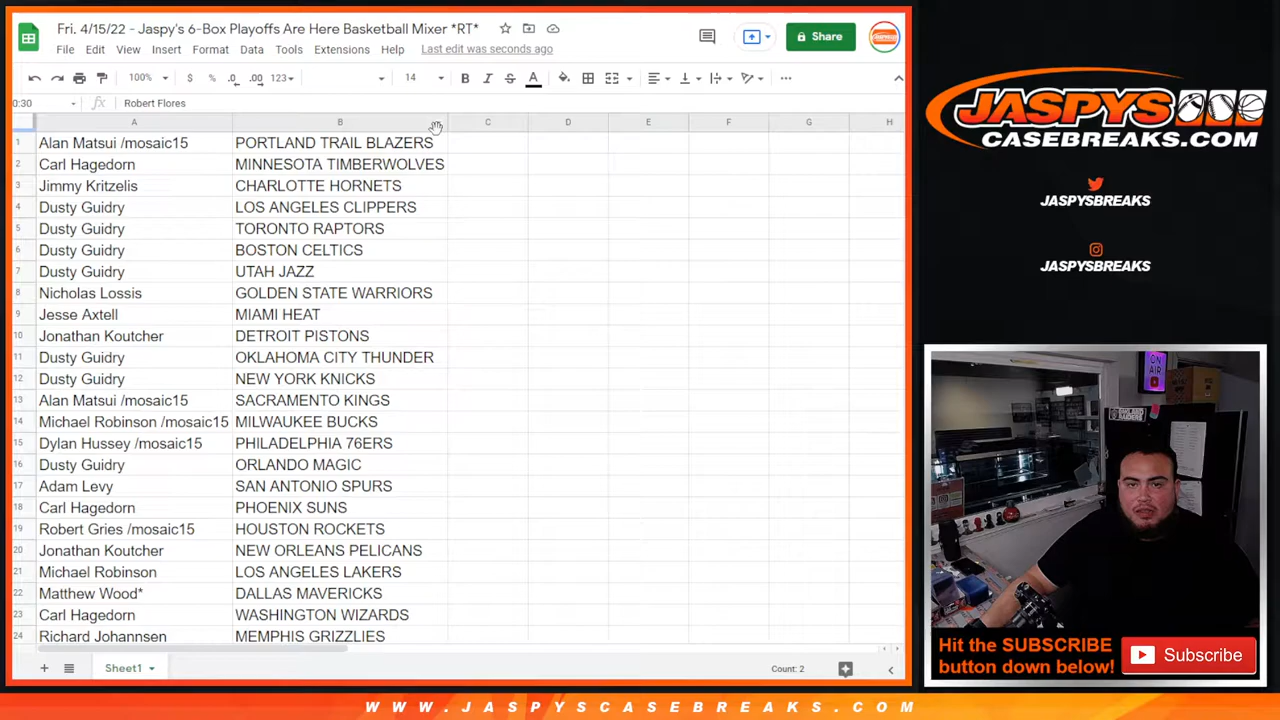 Fri. 4/15/22 - Jaspy's 6-Box Playoffs Are Here Basketball Mixer *RT*
File Edit View Insert Format Data Tools Extensions Help Last edit was seconds ago
Share
100% $ % .0 .00 123 14 B I S A
0:30 fx Robert Flores
A B C D E F G H
1 Alan Matsui /mosaic15 PORTLAND TRAIL BLAZERS
2 Carl Hagedorn MINNESOTA TIMBERWOLVES
3 Jimmy Kritzelis CHARLOTTE HORNETS
4 Dusty Guidry LOS ANGELES CLIPPERS
5 Dusty Guidry TORONTO RAPTORS
6 Dusty Guidry BOSTON CELTICS
7 Dusty Guidry UTAH JAZZ
8 Nicholas Lossis GOLDEN STATE WARRIORS
9 Jesse Axtell MIAMI HEAT
10 Jonathan Koutcher DETROIT PISTONS
11 Dusty Guidry OKLAHOMA CITY THUNDER
12 Dusty Guidry NEW YORK KNICKS
13 Alan Matsui /mosaic15 SACRAMENTO KINGS
14 Michael Robinson /mosaic15 MILWAUKEE BUCKS
15 Dylan Hussey /mosaic15 PHILADELPHIA 76ERS
16 Dusty Guidry ORLANDO MAGIC
17 Adam Levy SAN ANTONIO SPURS
18 Carl Hagedorn PHOENIX SUNS
19 Robert Gries /mosaic15 HOUSTON ROCKETS
20 Jonathan Koutcher NEW ORLEANS PELICANS
21 Michael Robinson LOS ANGELES LAKERS
22 Matthew Wood* DALLAS MAVERICKS
23 Carl Hagedorn WASHINGTON WIZARDS
24 Richard Johannsen MEMPHIS GRIZZLIES
Sheet1
Count: 2
JASPYS
CASEBREAKS.COM
JASPYSBREAKS
JASPYSBREAKS
ON AIR
OAKLAND RAIDERS
Hit the SUBSCRIBE
button down below!
Subscribe
WWW.JASPYSCASEBREAKS.COM